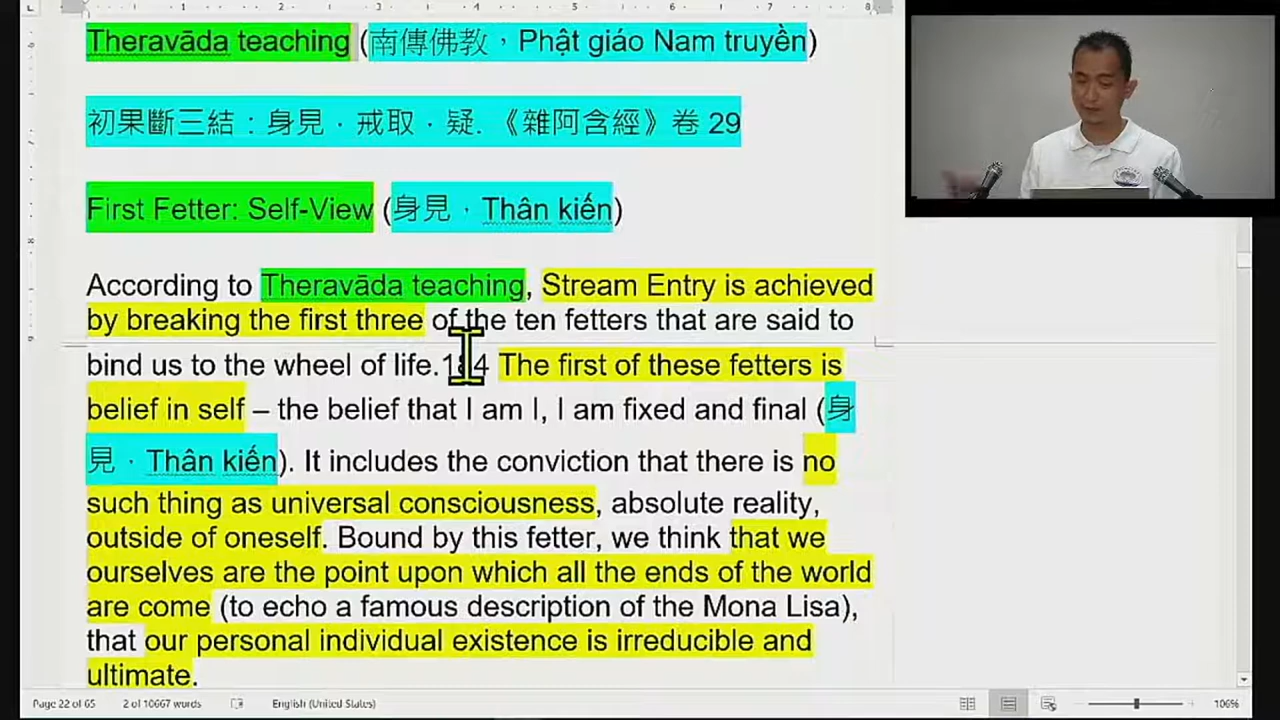 Theravāda teaching (南傳佛教，Phật giáo Nam truyền)
初果斷三結：身見．戒取．疑. 《雜阿含經》卷 29
First Fetter: Self-View (身見．Thân kiến)
According to Theravāda teaching, Stream Entry is achieved
by breaking the first three of the ten fetters that are said to
bind us to the wheel of life.184 The first of these fetters is
belief in self – the belief that I am I, I am fixed and final (身
見．Thân kiến). It includes the conviction that there is no
such thing as universal consciousness, absolute reality,
outside of oneself. Bound by this fetter, we think that we
ourselves are the point upon which all the ends of the world
are come (to echo a famous description of the Mona Lisa),
that our personal individual existence is irreducible and
ultimate.
Page 22 of 65 2 of 10667 words English (United States) 106%